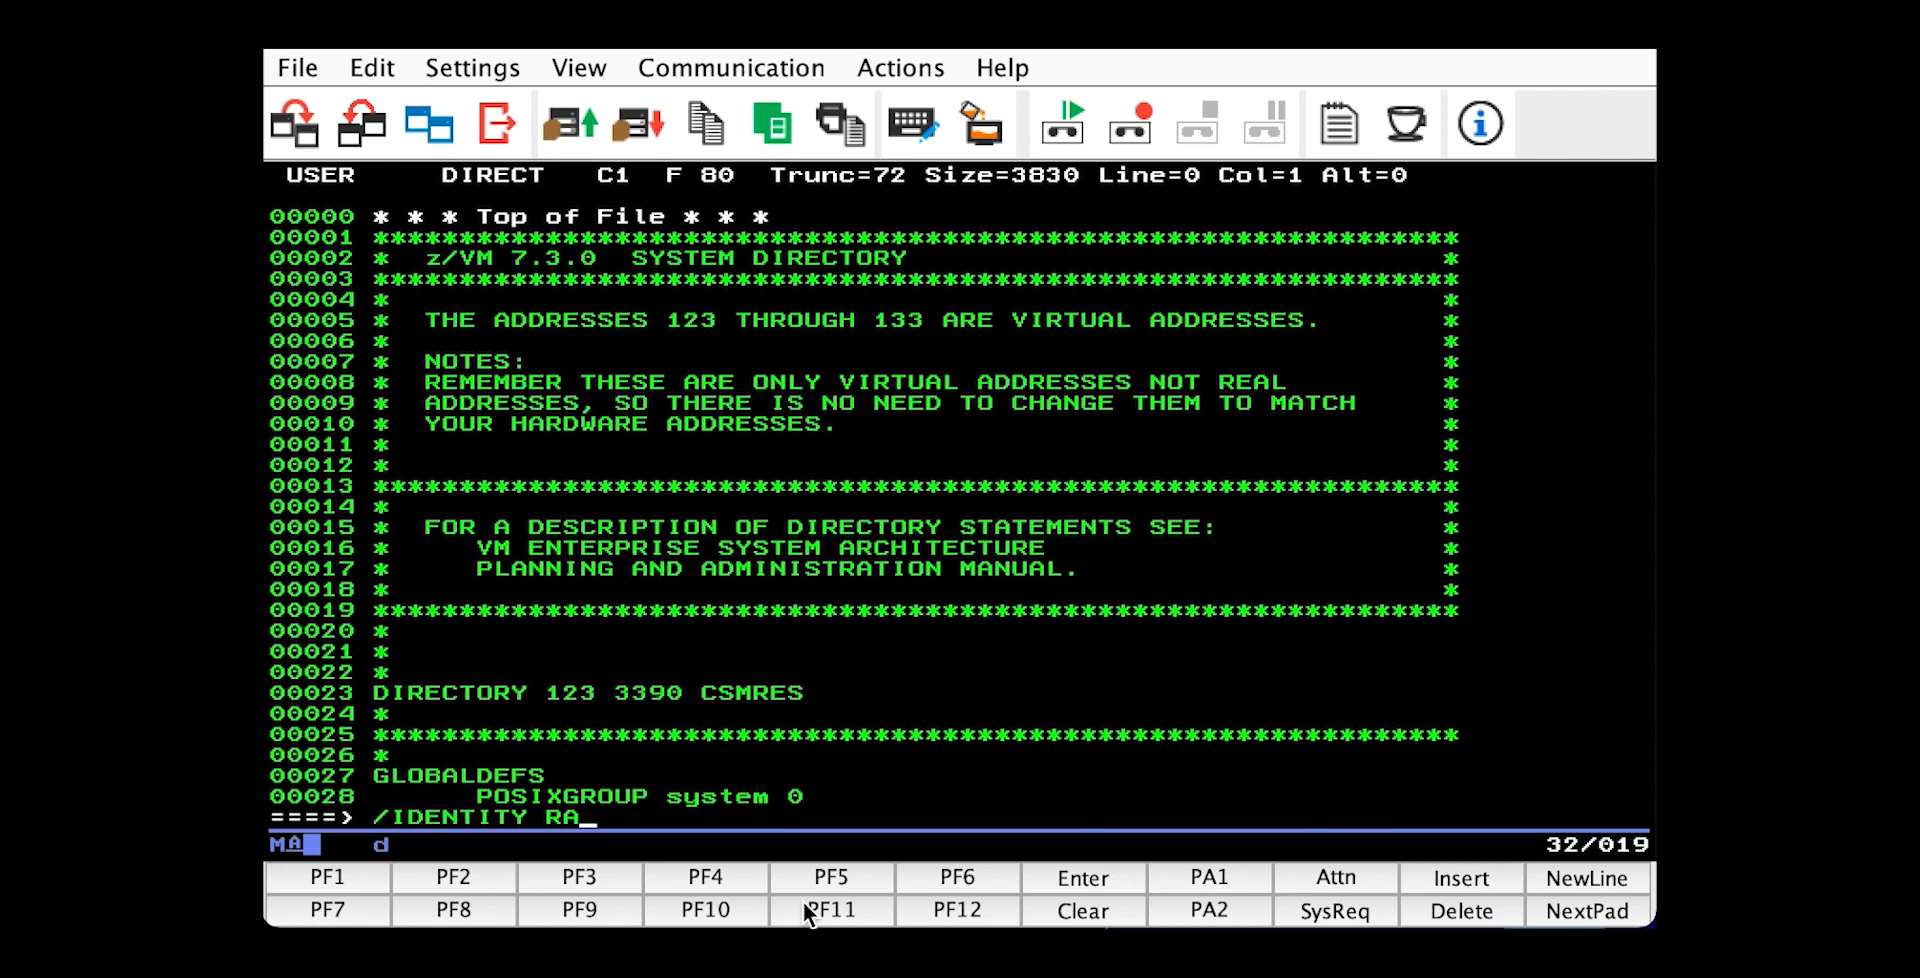 File Edit Settings View Communication Actions Help
USER DIRECT C1 F 80 Trunc=72 Size=3830 Line=0 Col=1 Alt=0
00000 * * * Top of File * * *
00001 ***************************************************************
00002 * z/VM 7.3.0 SYSTEM DIRECTORY *
00003 ***************************************************************
00004 * *
00005 * THE ADDRESSES 123 THROUGH 133 ARE VIRTUAL ADDRESSES. *
00006 * *
00007 * NOTES: *
00008 * REMEMBER THESE ARE ONLY VIRTUAL ADDRESSES NOT REAL *
00009 * ADDRESSES, SO THERE IS NO NEED TO CHANGE THEM TO MATCH *
00010 * YOUR HARDWARE ADDRESSES. *
00011 * *
00012 * *
00013 ***************************************************************
00014 * *
00015 * FOR A DESCRIPTION OF DIRECTORY STATEMENTS SEE: *
00016 * VM ENTERPRISE SYSTEM ARCHITECTURE *
00017 * PLANNING AND ADMINISTRATION MANUAL. *
00018 * *
00019 ***************************************************************
00020 *
00021 *
00022 *
00023 DIRECTORY 123 3390 CSMRES
00024 *
00025 ***************************************************************
00026 *
00027 GLOBALDEFS
00028 POSIXGROUP system 0
====> /IDENTITY RA_
MA d 32/019
PF1 PF2 PF3 PF4 PF5 PF6 Enter PA1 Attn Insert NewLine
PF7 PF8 PF9 PF10 PF11 PF12 Clear PA2 SysReq Delete NextPad